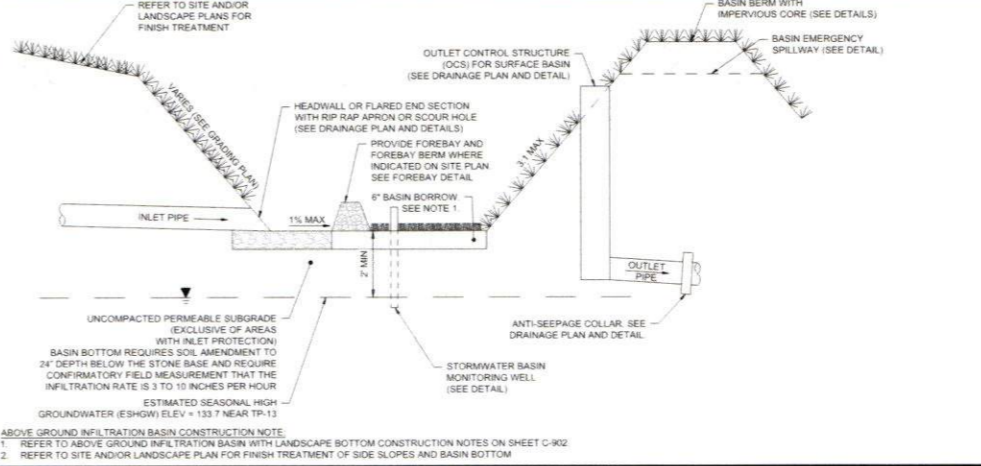 REFER TO SITE AND/OR
LANDSCAPE PLANS FOR
FINISH TREATMENT
BASIN BERM WITH
IMPERVIOUS CORE (SEE DETAILS)
BASIN EMERGENCY
SPILLWAY (SEE DETAIL)
OUTLET CONTROL STRUCTURE
(OCS) FOR SURFACE BASIN
(SEE DRAINAGE PLAN AND DETAIL)
VARIES (SEE GRADING PLAN)
HEADWALL OR FLARED END SECTION
WITH RIP RAP APRON OR SCOUR HOLE
(SEE DRAINAGE PLAN AND DETAILS)
PROVIDE FOREBAY AND
FOREBAY BERM WHERE
INDICATED ON SITE PLAN.
SEE FOREBAY DETAIL
3:1 MAX
6" BASIN BORROW.
SEE NOTE 1.
INLET PIPE
1% MAX
2' MIN
OUTLET
PIPE
UNCOMPACTED PERMEABLE SUBGRADE
(EXCLUSIVE OF AREAS
WITH INLET PROTECTION)
BASIN BOTTOM REQUIRES SOIL AMENDMENT TO
24" DEPTH BELOW THE STONE BASE AND REQUIRE
CONFIRMATORY FIELD MEASUREMENT THAT THE
INFILTRATION RATE IS 3 TO 10 INCHES PER HOUR
ESTIMATED SEASONAL HIGH
GROUNDWATER (ESHGW) ELEV = 133.7 NEAR TP-13
STORMWATER BASIN
MONITORING WELL
(SEE DETAIL)
ANTI-SEEPAGE COLLAR. SEE
DRAINAGE PLAN AND DETAIL
ABOVE GROUND INFILTRATION BASIN CONSTRUCTION NOTE:
1. REFER TO ABOVE GROUND INFILTRATION BASIN WITH LANDSCAPE BOTTOM CONSTRUCTION NOTES ON SHEET C-902
2. REFER TO SITE AND/OR LANDSCAPE PLAN FOR FINISH TREATMENT OF SIDE SLOPES AND BASIN BOTTOM